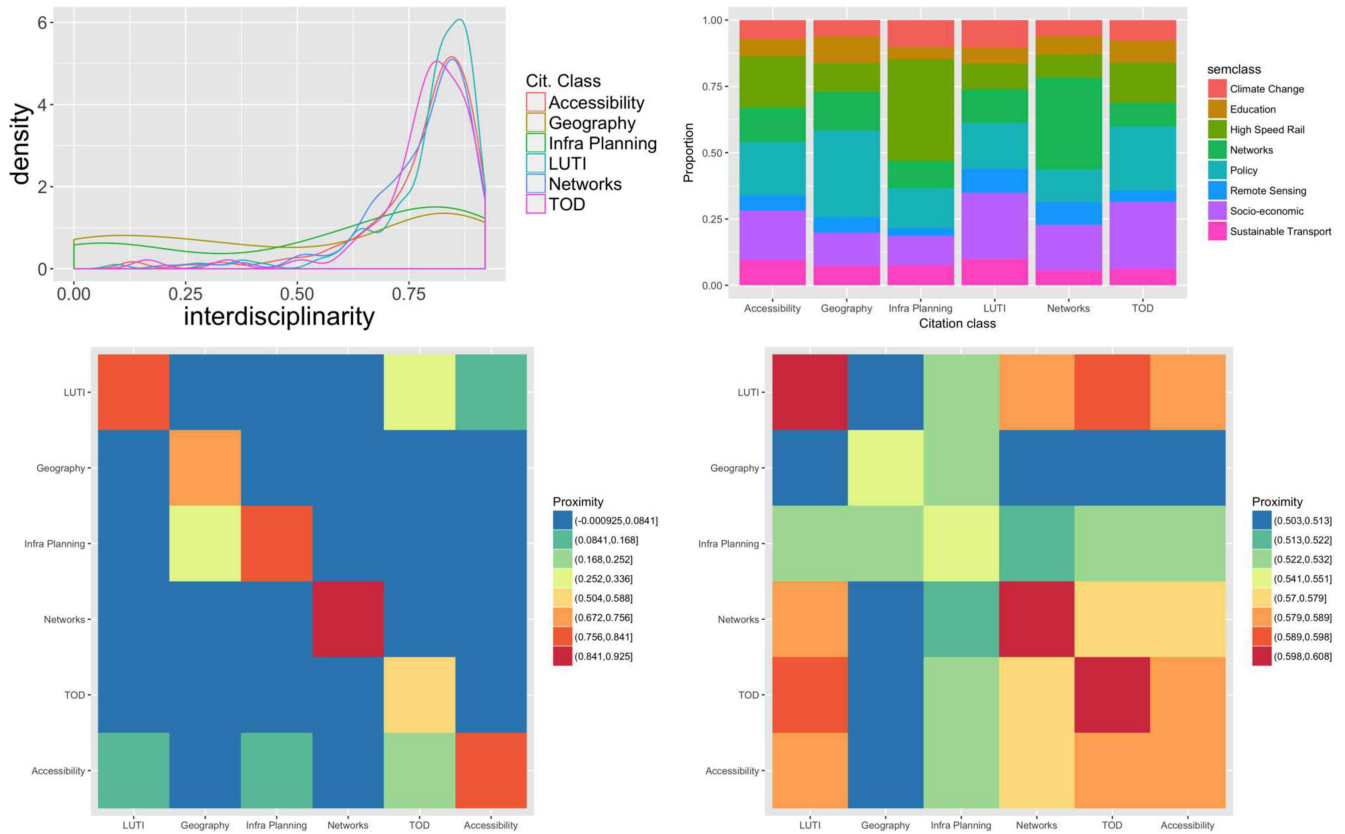 6
4
2
0
density
0.00
0.25
0.50
0.75
interdisciplinarity
Cit. Class
Accessibility
Geography
Infra Planning
LUTI
Networks
TOD
1.00
0.75
0.50
0.25
0.00
Proportion
Accessibility
Geography
Infra Planning
LUTI
Networks
TOD
Citation class
semclass
Climate Change
Education
High Speed Rail
Networks
Policy
Remote Sensing
Socio-economic
Sustainable Transport
LUTI
Geography
Infra Planning
Networks
TOD
Accessibility
LUTI
Geography
Infra Planning
Networks
TOD
Accessibility
Proximity
(-0.000925,0.0841]
(0.0841,0.168]
(0.168,0.252]
(0.252,0.336]
(0.504,0.588]
(0.672,0.756]
(0.756,0.841]
(0.841,0.925]
LUTI
Geography
Infra Planning
Networks
TOD
Accessibility
LUTI
Geography
Infra Planning
Networks
TOD
Accessibility
Proximity
(0.503,0.513]
(0.513,0.522]
(0.522,0.532]
(0.541,0.551]
(0.57,0.579]
(0.579,0.589]
(0.589,0.598]
(0.598,0.608]